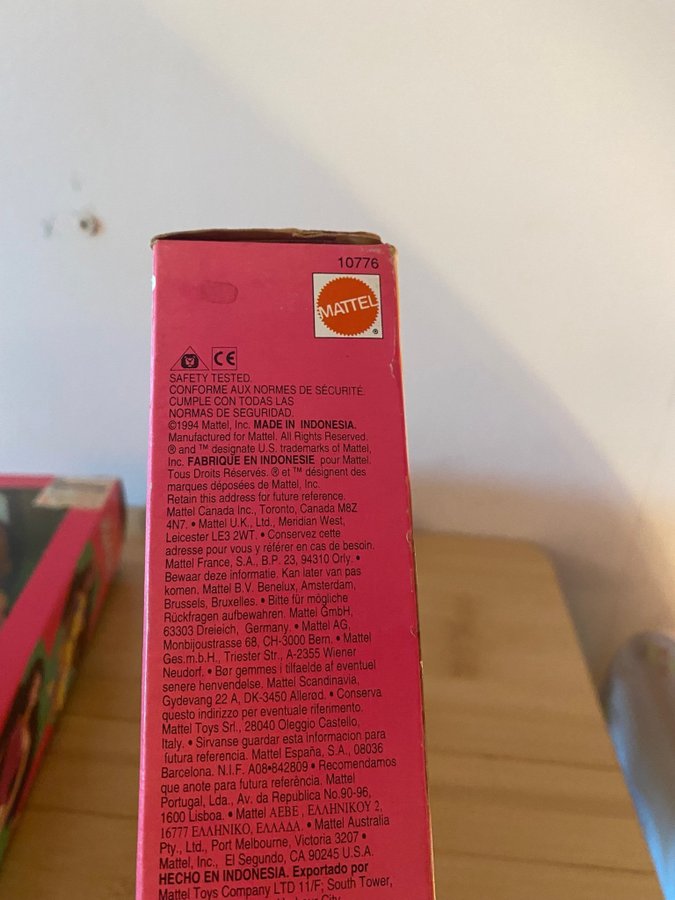 10776
MATTEL
®
CE
SAFETY TESTED.
CONFORME AUX NORMES DE SÉCURITÉ.
CUMPLE CON TODAS LAS
NORMAS DE SEGURIDAD.
©1994 Mattel, Inc. MADE IN INDONESIA.
Manufactured for Mattel. All Rights Reserved.
® and ™ designate U.S. trademarks of Mattel,
Inc. FABRIQUÉ EN INDONESIE pour Mattel.
Tous Droits Réservés. ® et ™ désignent des
marques déposées de Mattel, Inc.
Retain this address for future reference.
Mattel Canada Inc., Toronto, Canada M8Z
4N7. • Mattel U.K., Ltd., Meridian West,
Leicester LE3 2WT. • Conservez cette
adresse pour vous y référer en cas de besoin.
Mattel France, S.A., B.P. 23, 94310 Orly. •
Bewaar deze informatie. Kan later van pas
komen. Mattel B.V. Benelux, Amsterdam,
Brussels, Bruxelles. • Bitte für mögliche
Rückfragen aufbewahren. Mattel GmbH,
63303 Dreieich, Germany. • Mattel AG,
Monbijoustrasse 68, CH-3000 Bern. • Mattel
Ges.m.b.H., Triester Str., A-2355 Wiener
Neudorf. • Bør gemmes i tilfaelde af eventuel
senere henvendelse. Mattel Scandinavia,
Gydevang 22 A, DK-3450 Allerød. • Conserva
questo indirizzo per eventuale riferimento.
Mattel Toys Srl., 28040 Oleggio Castello,
Italy. • Sirvanse guardar esta información para
futura referencia. Mattel España, S.A., 08036
Barcelona. N.I.F. A08•842809 • Recomendamos
que anote para futura referência. Mattel
Portugal, Lda., Av. da Republica No.90-96,
1600 Lisboa. • Mattel AEBE , ΕΛΛΗΝΙΚΟΥ 2,
16777 ΕΛΛΗΝΙΚΟ, ΕΛΛΑΔΑ. • Mattel Australia
Pty., Ltd., Port Melbourne, Victoria 3207 •
Mattel, Inc., El Segundo, CA 90245 U.S.A.
HECHO EN INDONESIA. Exportado por
Mattel Toys Company LTD 11/F; South Tower,
City